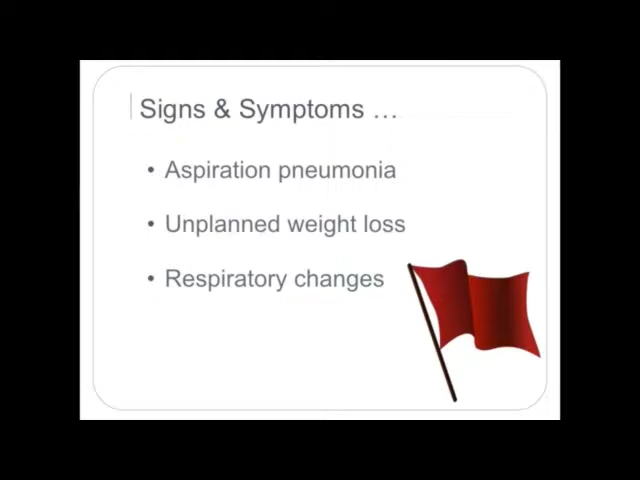 Signs & Symptoms …
• Aspiration pneumonia
• Unplanned weight loss
• Respiratory changes